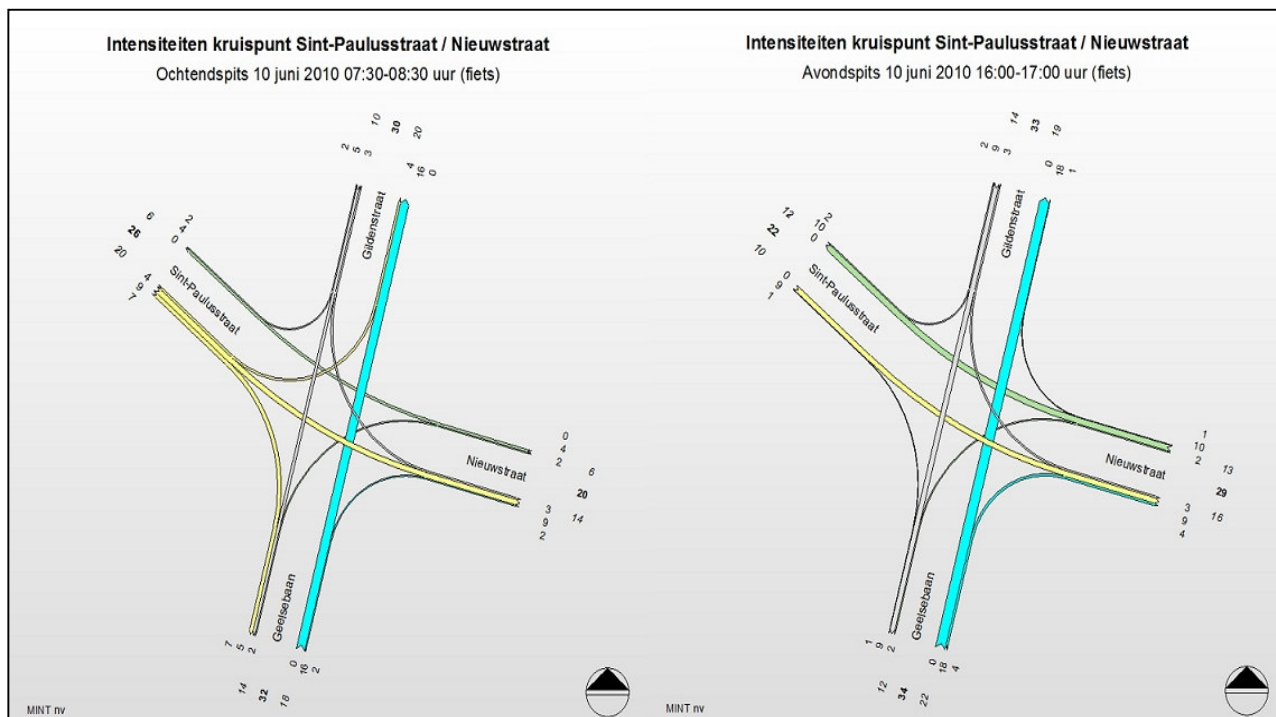 Intensiteiten kruispunt Sint-Paulusstraat / Nieuwstraat
Ochtendspits 10 juni 2010 07:30-08:30 uur (fiets)
10 30 20
2 5 3
4 16 0
Gildenstraat
6 26 20
2 4 0
Sint-Paulusstraat
4 9 7
0 4 2
Nieuwstraat
6 20 14
3 9 2
Geelsebaan
7 5 2
0 16 2
14 32 18
MINT nv
Intensiteiten kruispunt Sint-Paulusstraat / Nieuwstraat
Avondspits 10 juni 2010 16:00-17:00 uur (fiets)
14 33 19
2 9 3
0 18 1
Gildenstraat
12 22 10
2 10 0
Sint-Paulusstraat
0 9 1
1 10 2
Nieuwstraat
13 29 16
3 9 4
Geelsebaan
1 9 2
0 18 4
12 34 22
MINT nv